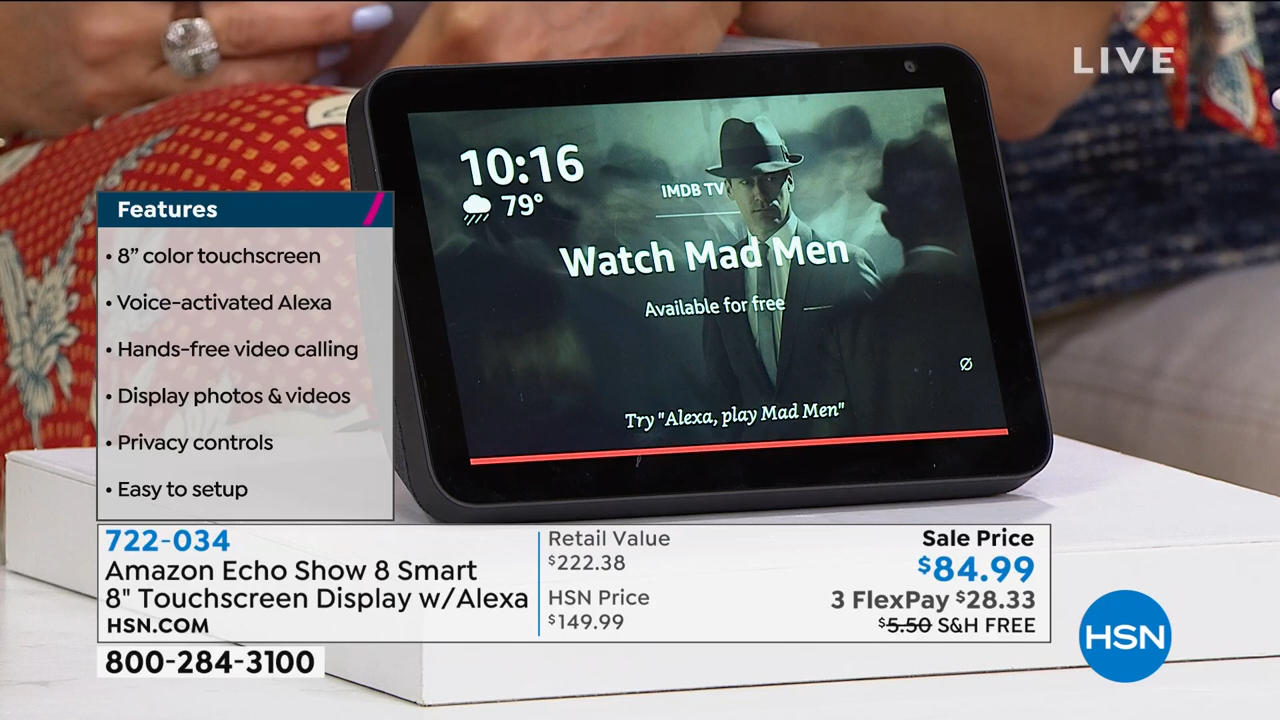 LIVE
10:16
79°
IMDB TV
Watch Mad Men
Available for free
Try "Alexa, play Mad Men"
Features
• 8” color touchscreen
• Voice-activated Alexa
• Hands-free video calling
• Display photos & videos
• Privacy controls
• Easy to setup
722-034
Amazon Echo Show 8 Smart
8" Touchscreen Display w/Alexa
HSN.COM
Retail Value
$222.38
HSN Price
$149.99
Sale Price
$84.99
3 FlexPay $28.33
$5.50 S&H FREE
800-284-3100
HSN